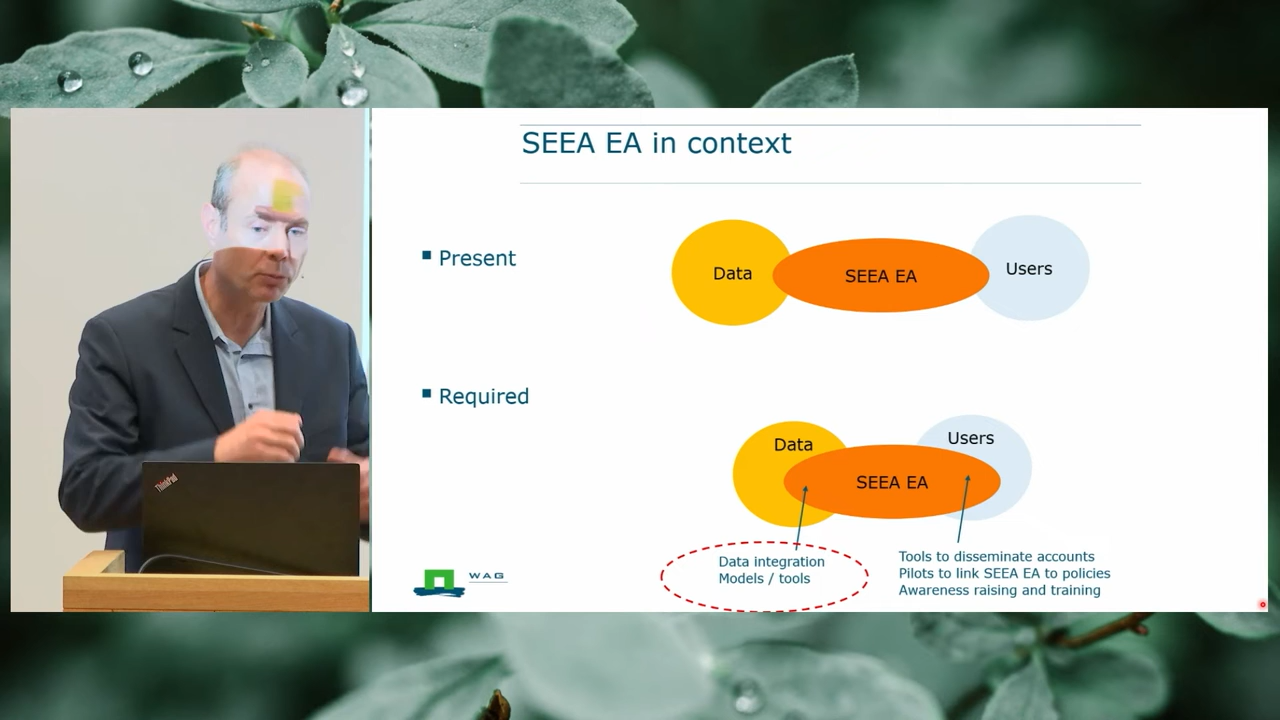 SEEA EA in context
Present
Data
SEEA EA
Users
Required
Data
Users
SEEA EA
Data integration
Models / tools
Tools to disseminate accounts
Pilots to link SEEA EA to policies
Awareness raising and training
WAG
ThinkPad